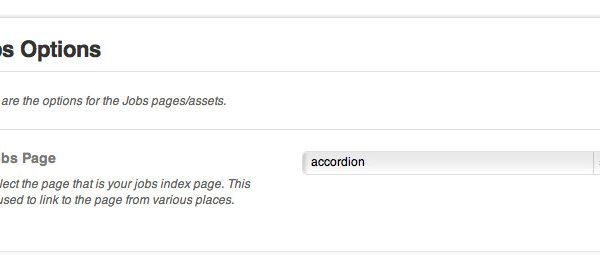 s Options
are the options for the Jobs pages/assets.
bs Page
accordion
lect the page that is your jobs index page. This
used to link to the page from various places.